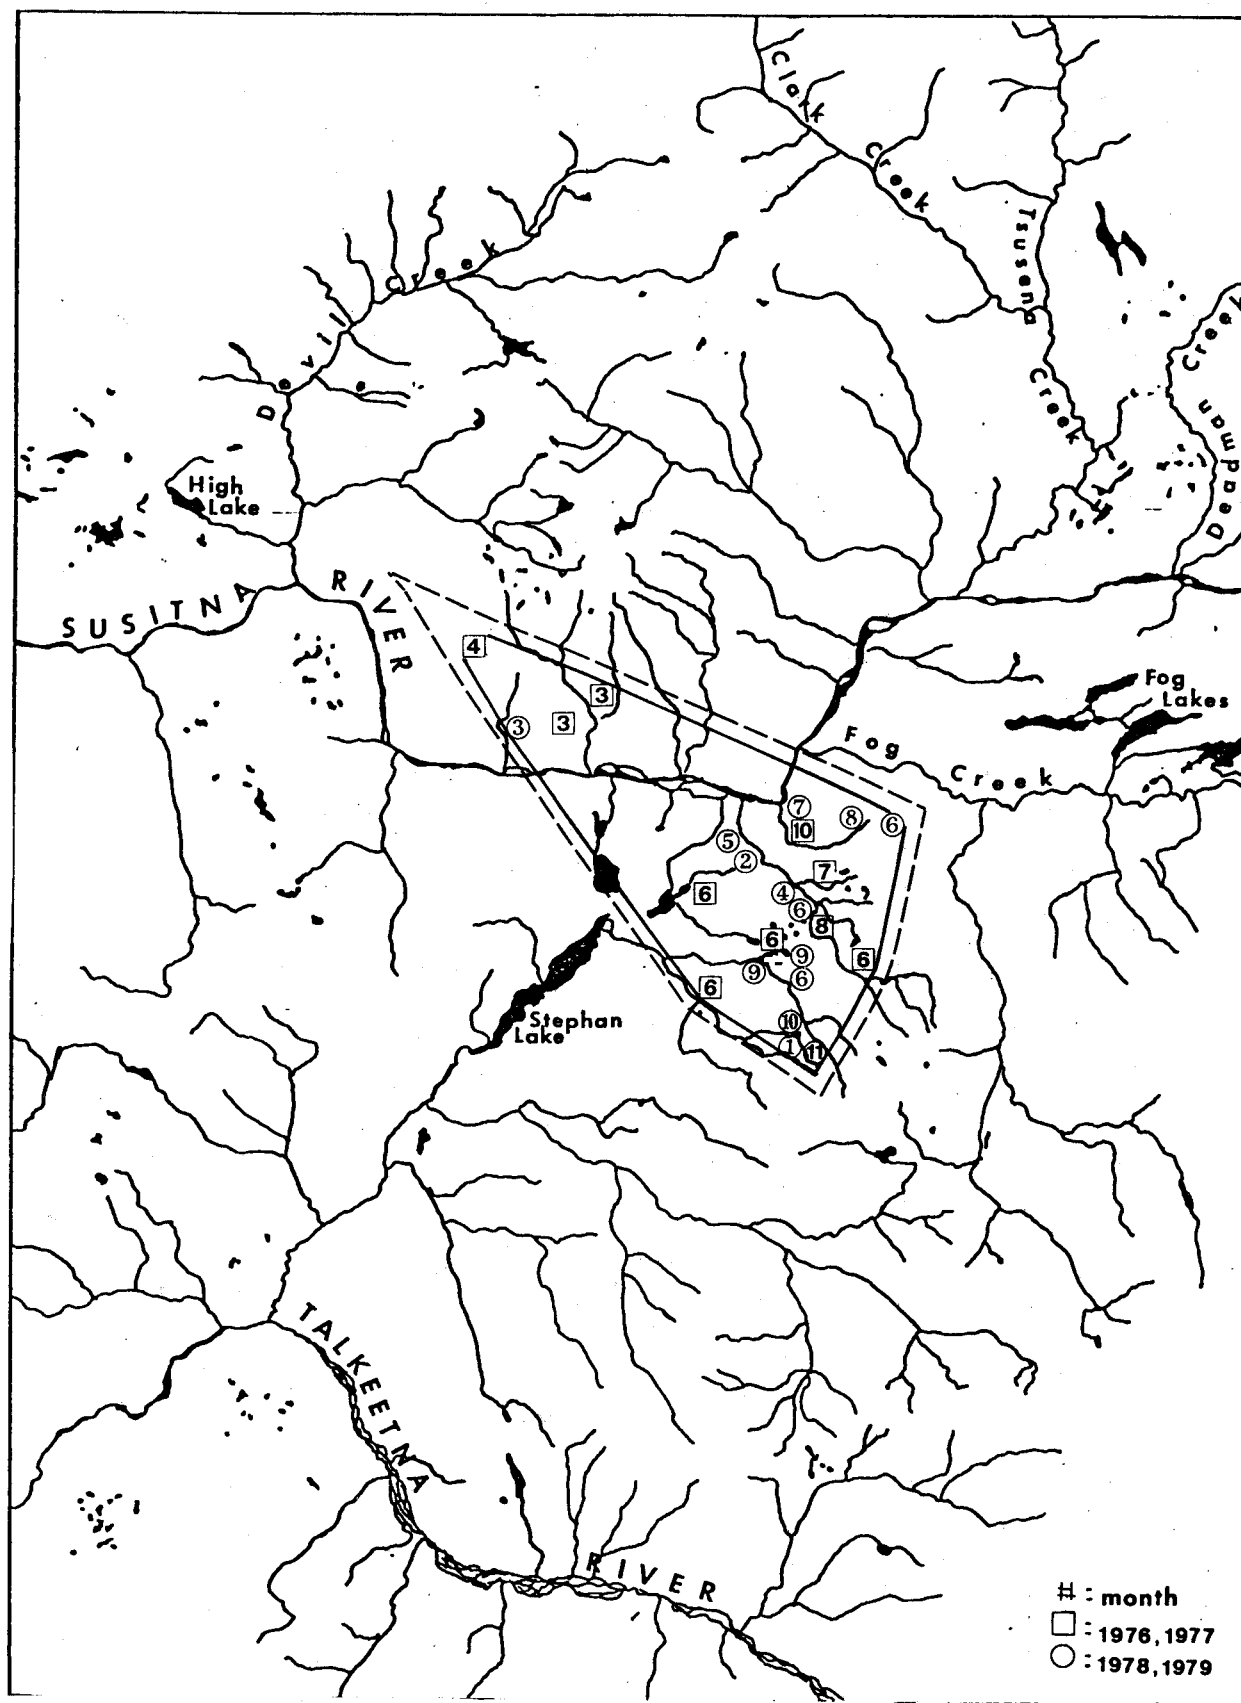 Clark Creek
Tsusena Creek
Devil Creek
Deadman Creek
High
Lake
SUSITNA RIVER
4
3
3
3
Fog
Lakes
Fog Creek
7
8
6
10
5
2
7
4
6
6
8
6
9
6
9
6
6
10
1
11
Stephan
Lake
TALKEETNA RIVER
# : month
□ : 1976,1977
○ : 1978,1979